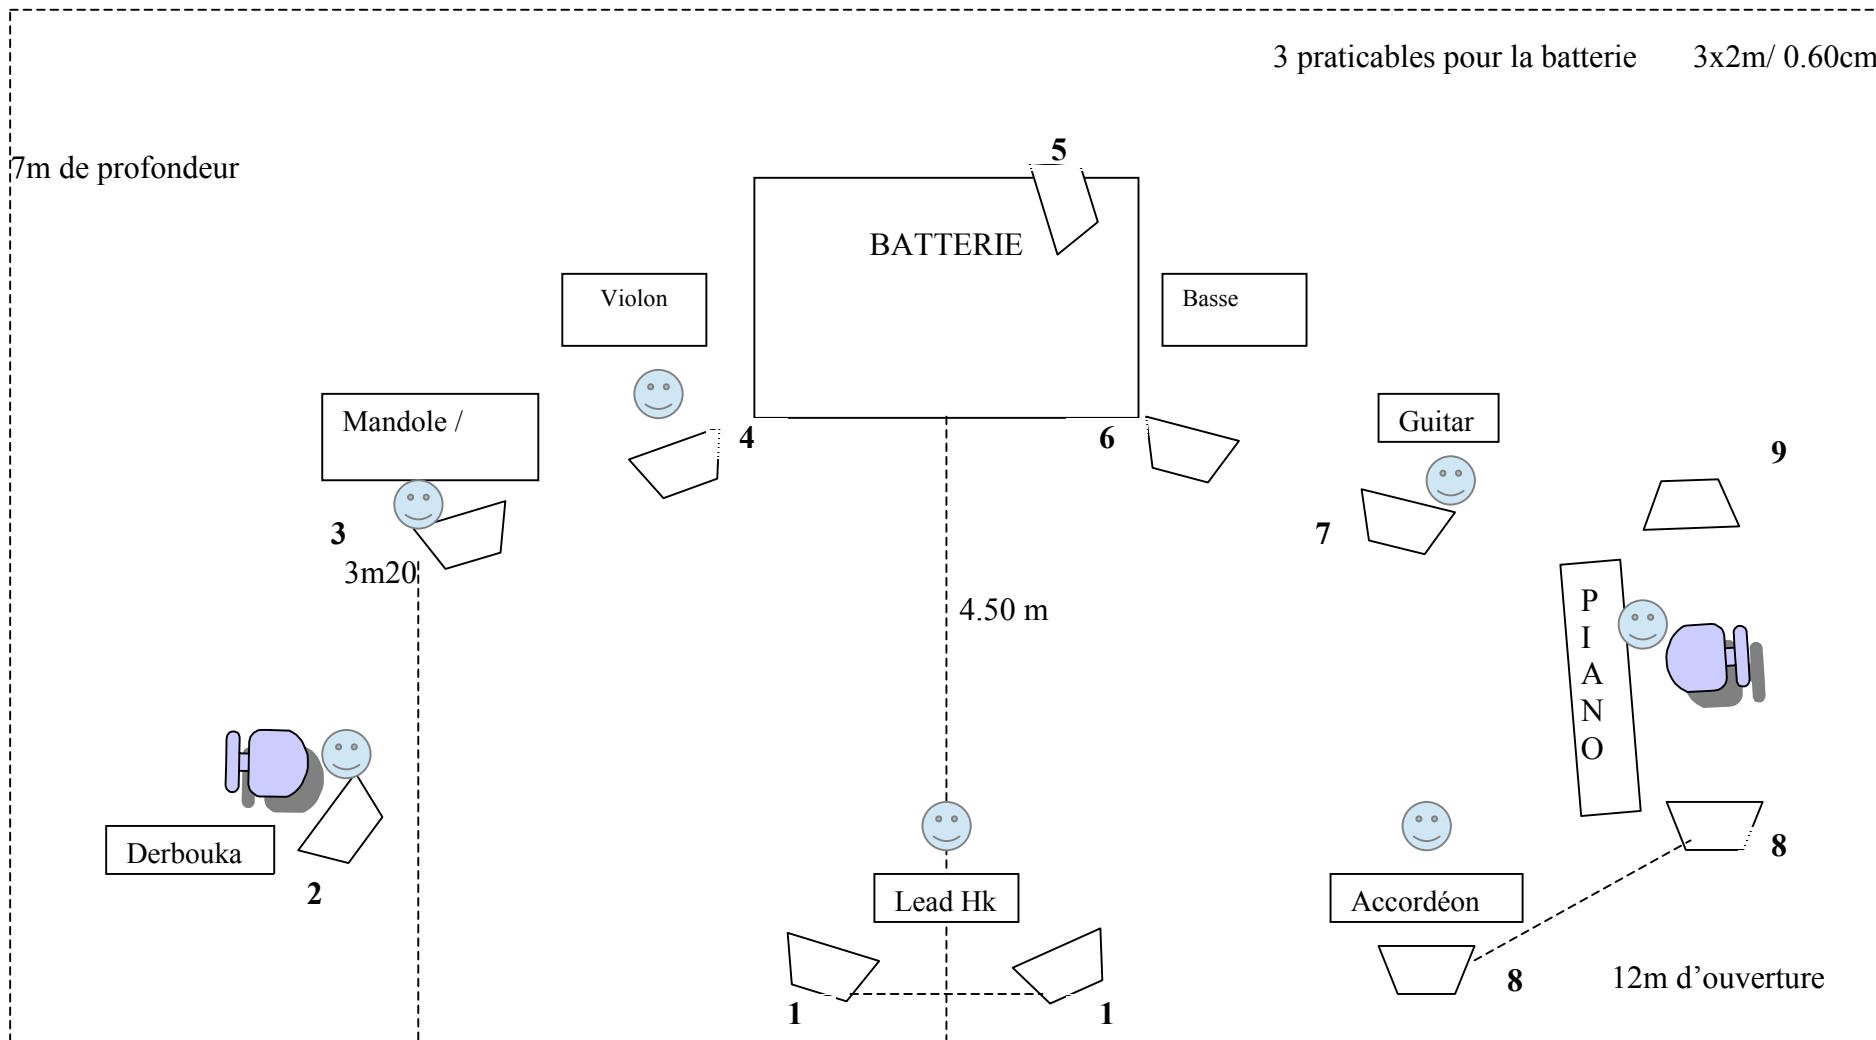 3 praticables pour la batterie 3x2m/ 0.60cm
7m de profondeur
5
BATTERIE
Violon
Basse
Mandole /
4
6
Guitar
9
3
7
3m20
4.50 m
P
I
A
N
O
Derbouka
2
Lead Hk
Accordéon
8
8
12m d’ouverture
1
1